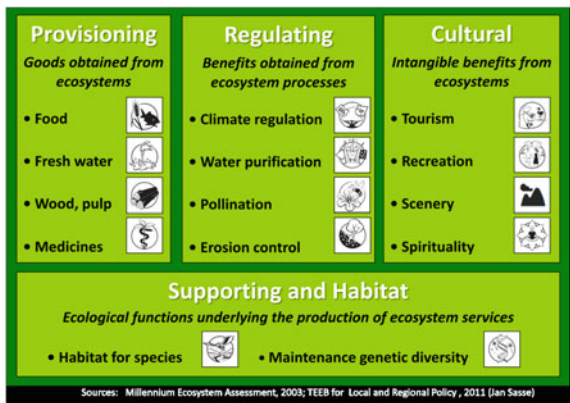 Provisioning
Goods obtained from
ecosystems
• Food
• Fresh water
• Wood, pulp
• Medicines
Regulating
Benefits obtained from
ecosystem processes
• Climate regulation
• Water purification
• Pollination
• Erosion control
Cultural
Intangible benefits from
ecosystems
• Tourism
• Recreation
• Scenery
• Spirituality
Supporting and Habitat
Ecological functions underlying the production of ecosystem services
• Habitat for species
• Maintenance genetic diversity
Sources: Millennium Ecosystem Assessment, 2003; TEEB for Local and Regional Policy , 2011 (Jan Sasse)